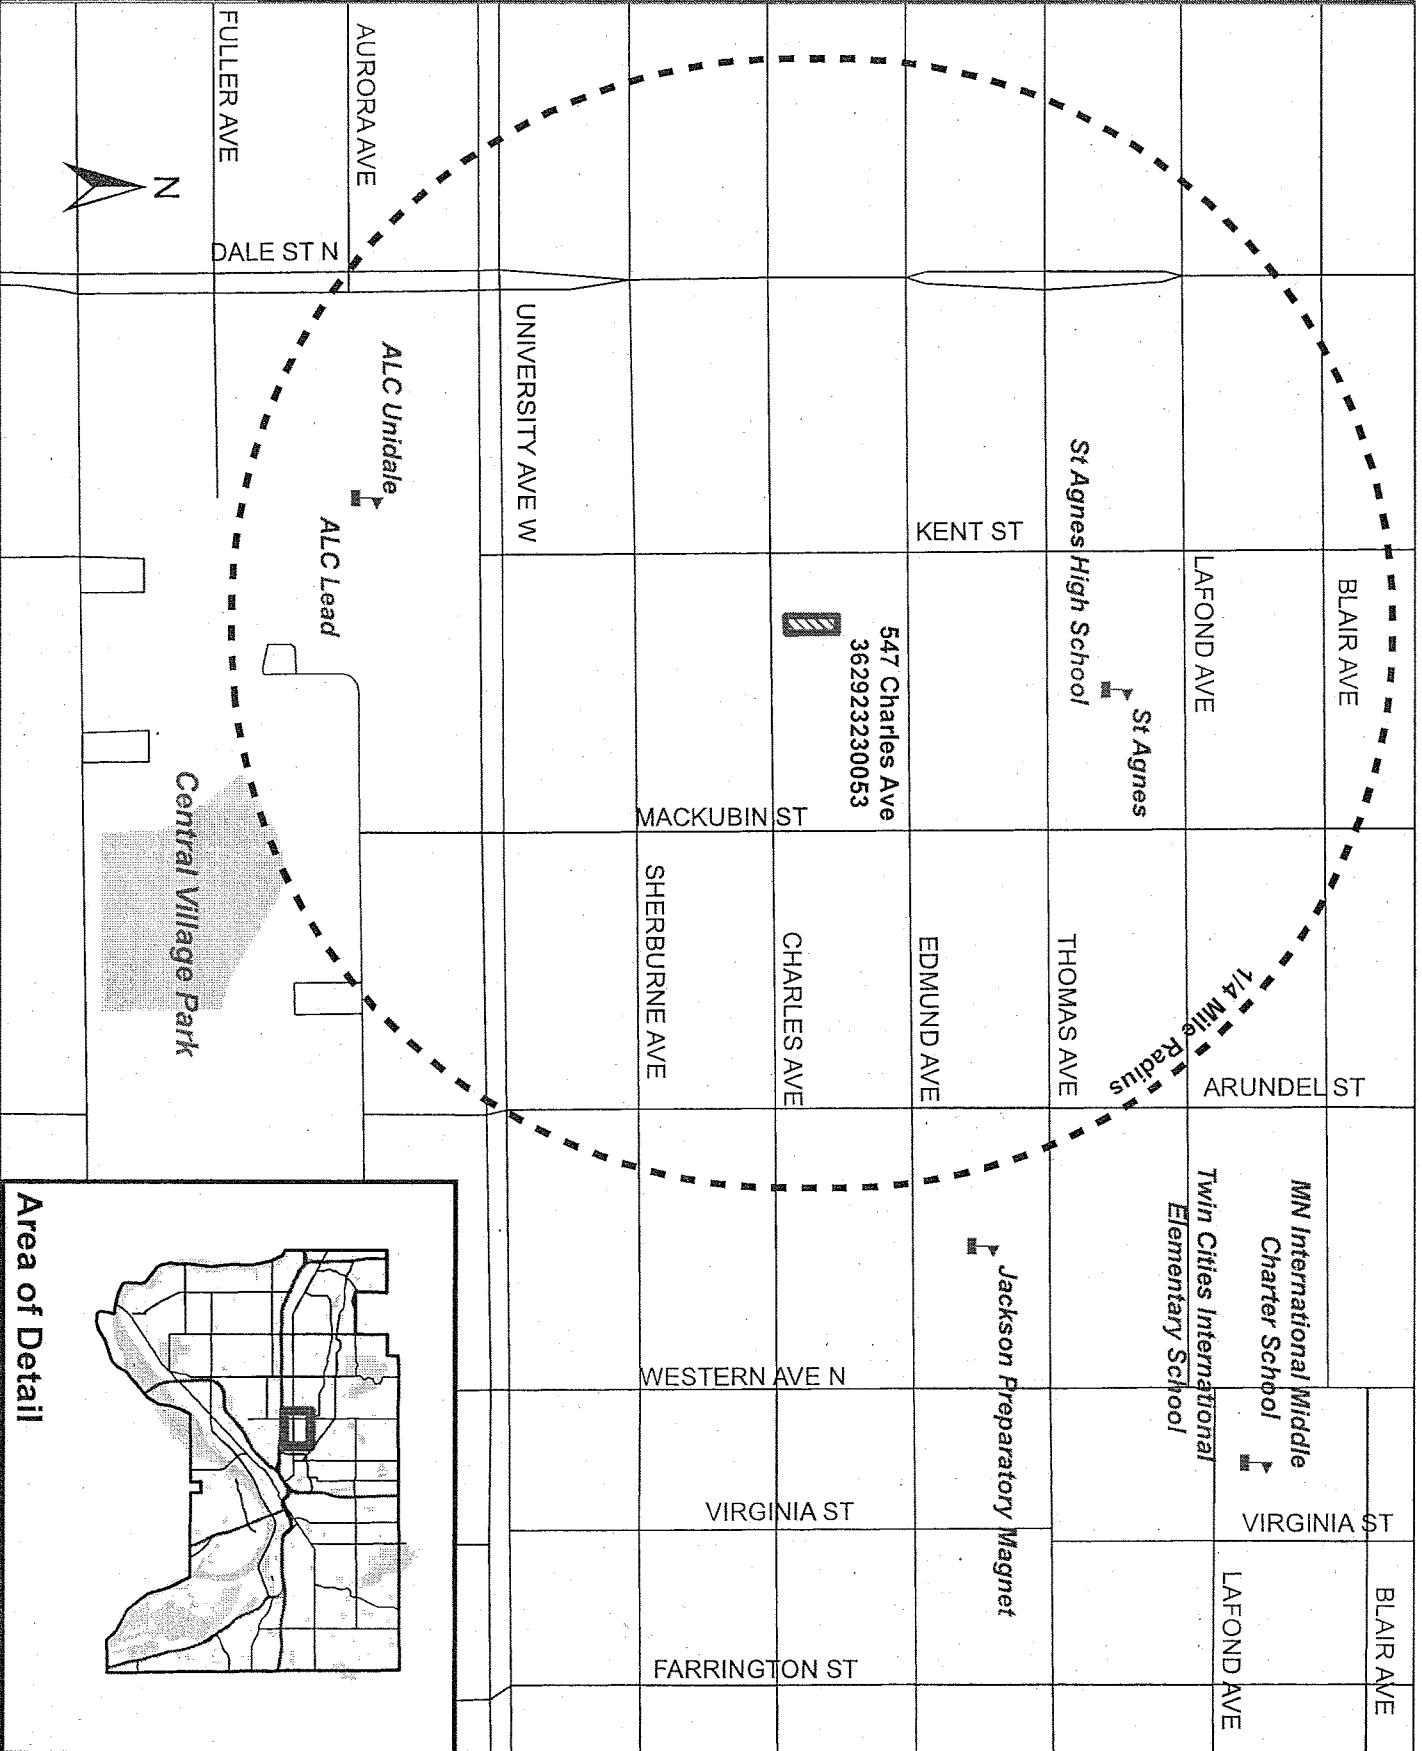 BLAIR AVE
BLAIR AVE
LAFOND AVE
LAFOND AVE
THOMAS AVE
EDMUND AVE
CHARLES AVE
SHERBURNE AVE
UNIVERSITY AVE W
AURORA AVE
FULLER AVE
DALE ST N
KENT ST
MACKUBIN ST
ARUNDEL ST
WESTERN AVE N
VIRGINIA ST
VIRGINIA ST
FARRINGTON ST
1/4 Mile Radius
MN International Middle
Charter School
Twin Cities International
Elementary School
St Agnes
St Agnes High School
Jackson Preparatory Magnet
547 Charles Ave
362923230053
ALC Unidale
ALC Lead
Central Village Park
N
Area of Detail